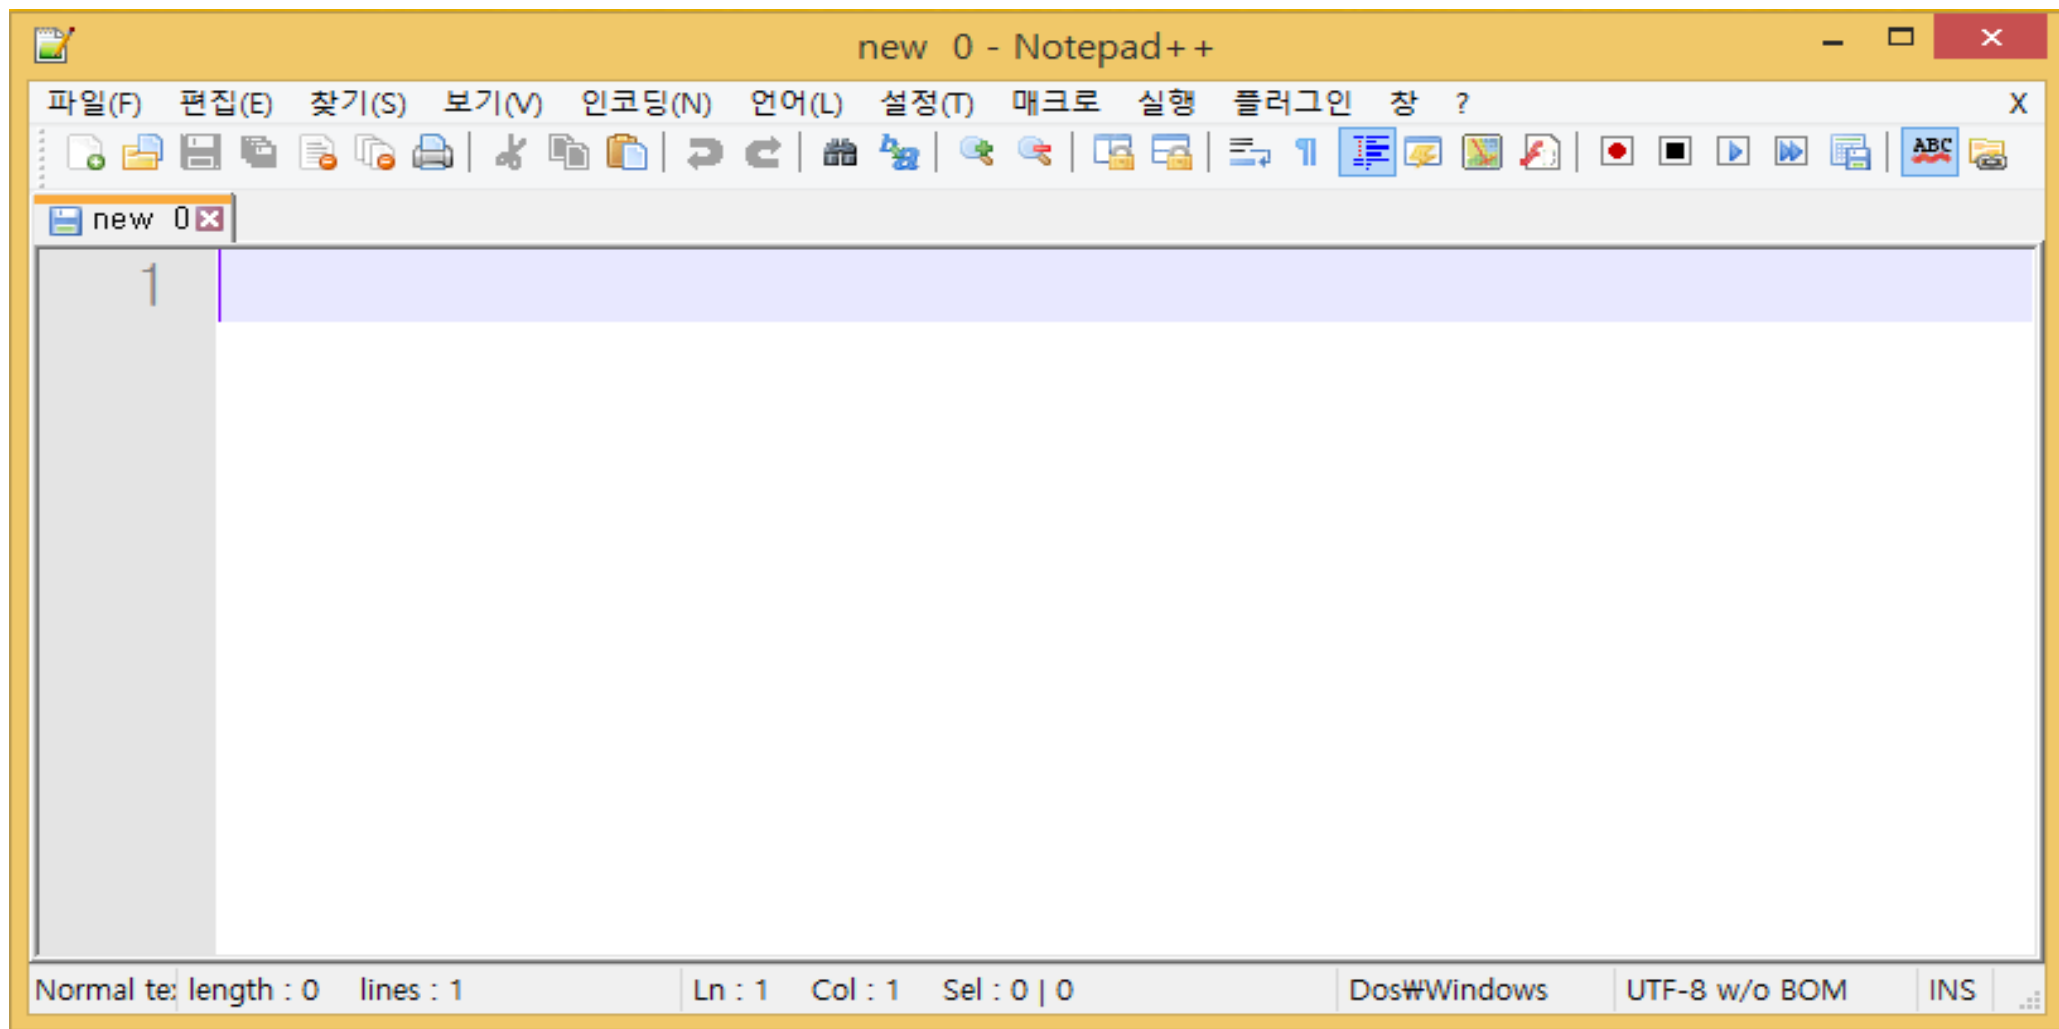 new 0 - Notepad++
파일(F) 편집(E) 찾기(S) 보기(V) 인코딩(N) 언어(L) 설정(T) 매크로 실행 플러그인 창 ? X
ABC
new 0
1
Normal te length : 0 lines : 1 Ln : 1 Col : 1 Sel : 0 | 0 Dos₩Windows UTF-8 w/o BOM INS